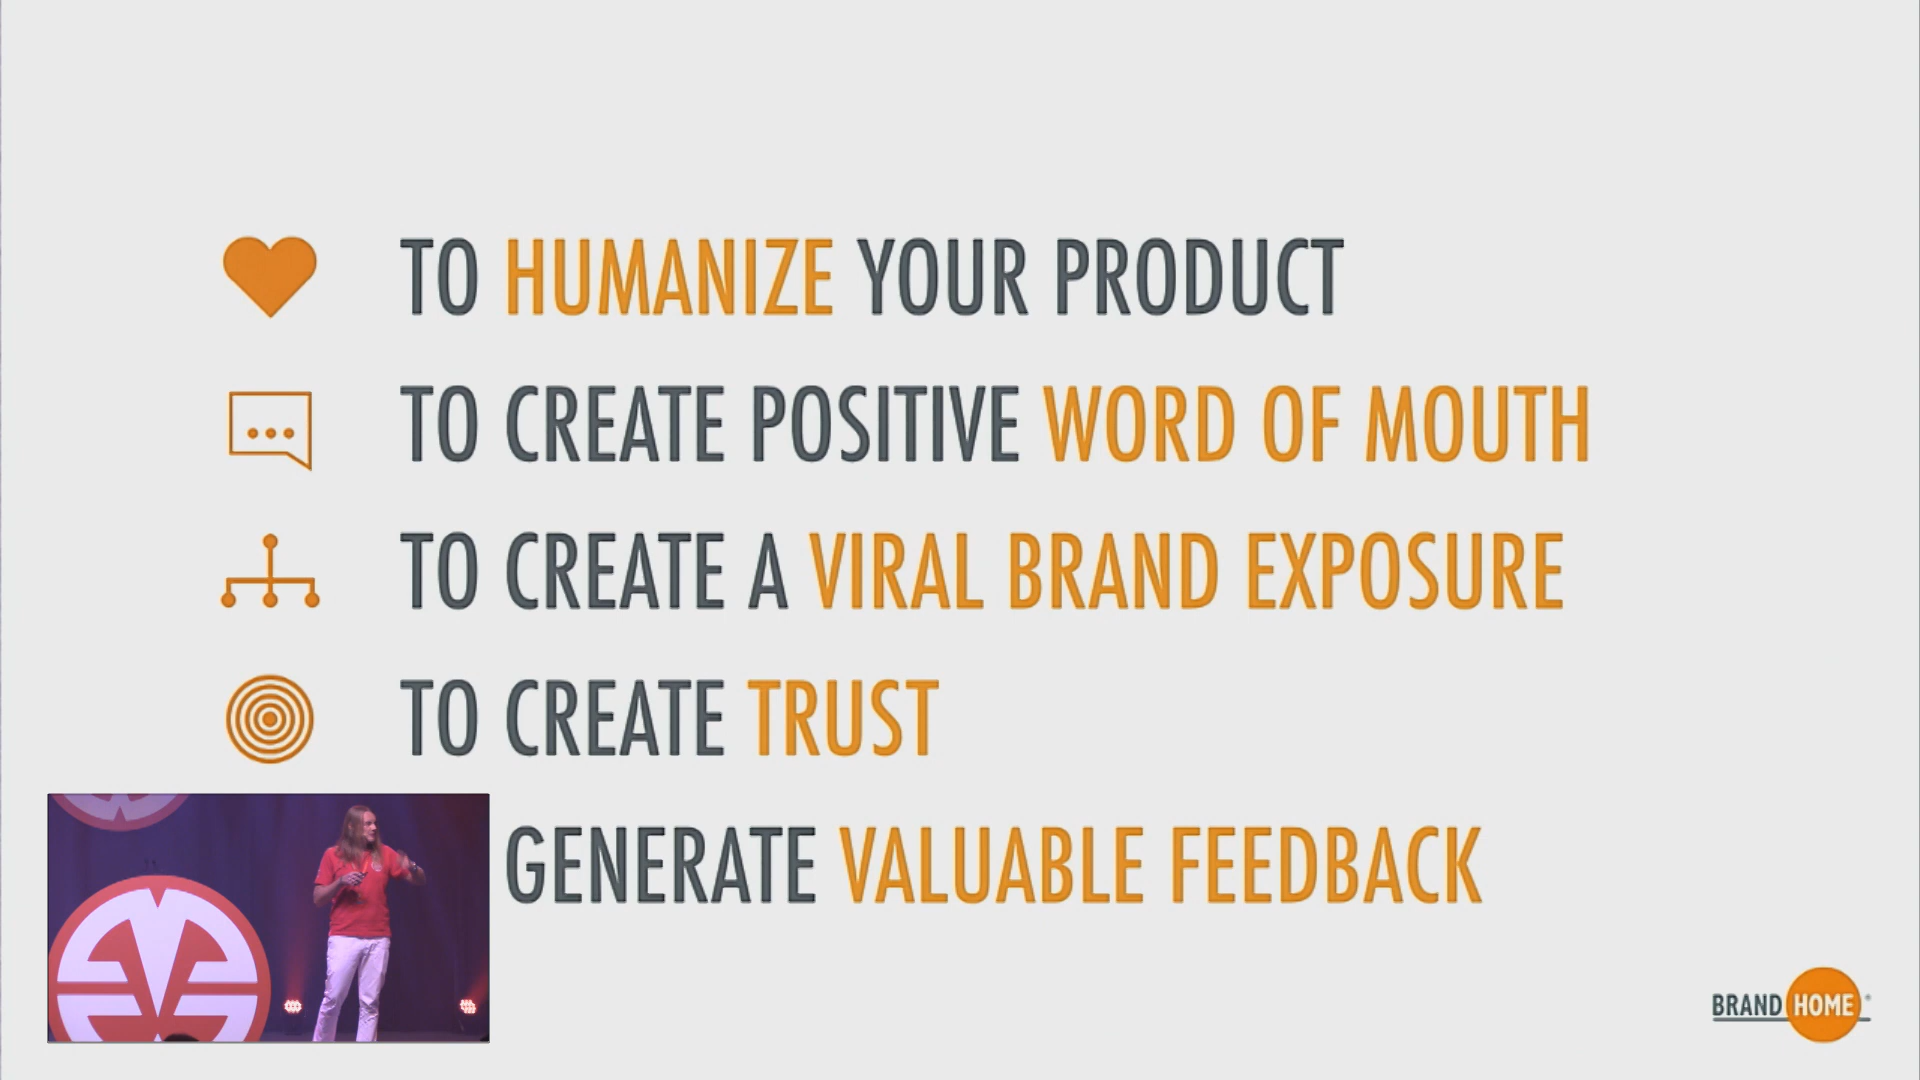 TO HUMANIZE YOUR PRODUCT
TO CREATE POSITIVE WORD OF MOUTH
TO CREATE A VIRAL BRAND EXPOSURE
TO CREATE TRUST
GENERATE VALUABLE FEEDBACK
BRAND HOME